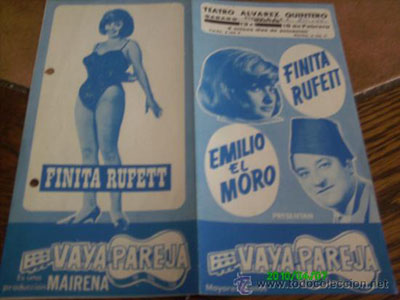 FINITA RUFETT
VAYA PAREJA
Es una
producción MAIRENA
TEATRO ALVAREZ QUINTERO
FINITA
RUFETT
EMILIO
EL
MORO
PRESENTAN
VAYA PAREJA
www.todocoleccion.net